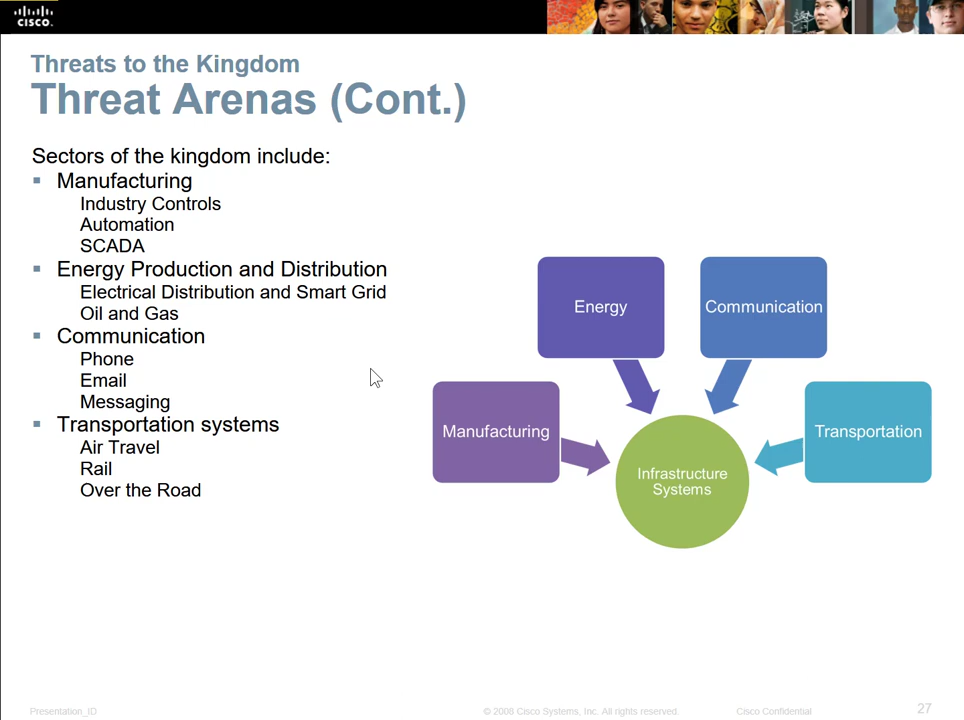 cisco.
Threats to the Kingdom
Threat Arenas (Cont.)
Sectors of the kingdom include:
Manufacturing
Industry Controls
Automation
SCADA
Energy Production and Distribution
Electrical Distribution and Smart Grid
Oil and Gas
Communication
Phone
Email
Messaging
Transportation systems
Air Travel
Rail
Over the Road
Energy
Communication
Manufacturing
Transportation
Infrastructure
Systems
Presentation_ID
© 2008 Cisco Systems, Inc. All rights reserved.
Cisco Confidential
27